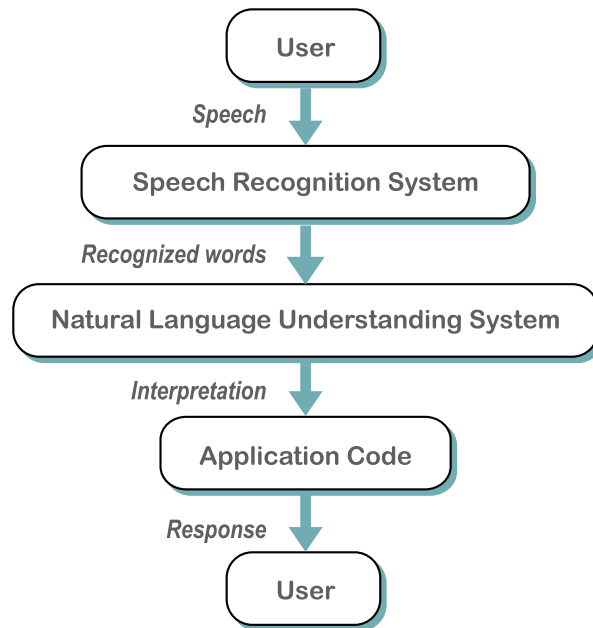 User
Speech
Speech Recognition System
Recognized words
Natural Language Understanding System
Interpretation
Application Code
Response
User